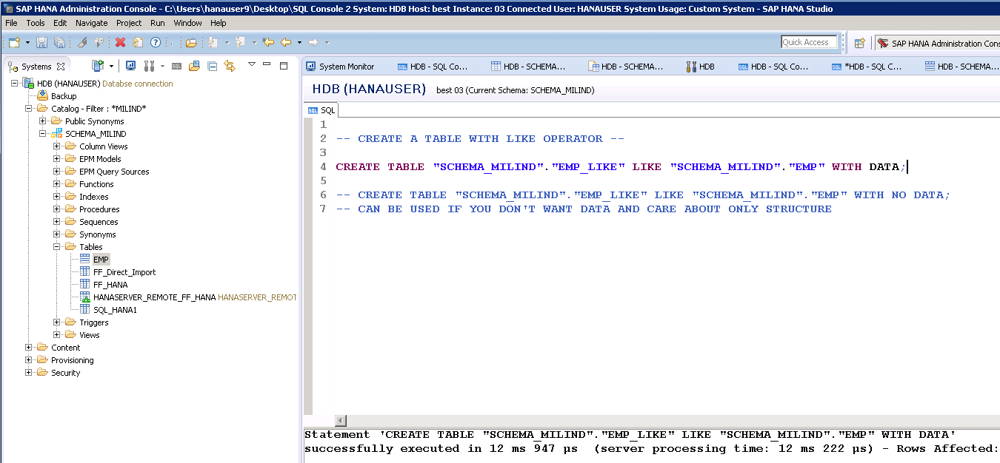 SAP HANA Administration Console - C:\Users\hanauser9\Desktop\SQL Console 2 System: HDB Host: best Instance: 03 Connected User: HANAUSER System Usage: Custom System - SAP HANA Studio
File Tools Edit Navigate Project Run Window Help
Quick Access SAP HANA Administration Cons
Systems
System Monitor SQL HDB - SQL Co... HDB - SCHEMA... HDB - SCHEMA... HDB SQL HDB - SQL Co... SQL *HDB - SQL C... HDB - SCHEMA...
HDB (HANAUSER) Databse connection
Backup
Catalog - Filter : *MILIND*
Public Synonyms
SCHEMA_MILIND
Column Views
EPM Models
EPM Query Sources
Functions
Indexes
Procedures
Sequences
Synonyms
Tables
EMP
FF_Direct_Import
FF_HANA
HANASERVER_REMOTE_FF_HANA HANASERVER_REMOT
SQL_HANA1
Triggers
Views
Content
Provisioning
Security
HDB (HANAUSER) best 03 (Current Schema: SCHEMA_MILIND)
SQL SQL
1
2 -- CREATE A TABLE WITH LIKE OPERATOR --
3
4 CREATE TABLE "SCHEMA_MILIND"."EMP_LIKE" LIKE "SCHEMA_MILIND"."EMP" WITH DATA;
5
6 -- CREATE TABLE "SCHEMA_MILIND"."EMP_LIKE" LIKE "SCHEMA_MILIND"."EMP" WITH NO DATA;
7 -- CAN BE USED IF YOU DON'T WANT DATA AND CARE ABOUT ONLY STRUCTURE
Statement 'CREATE TABLE "SCHEMA_MILIND"."EMP_LIKE" LIKE "SCHEMA_MILIND"."EMP" WITH DATA'
successfully executed in 12 ms 947 µs (server processing time: 12 ms 222 µs) - Rows Affected: